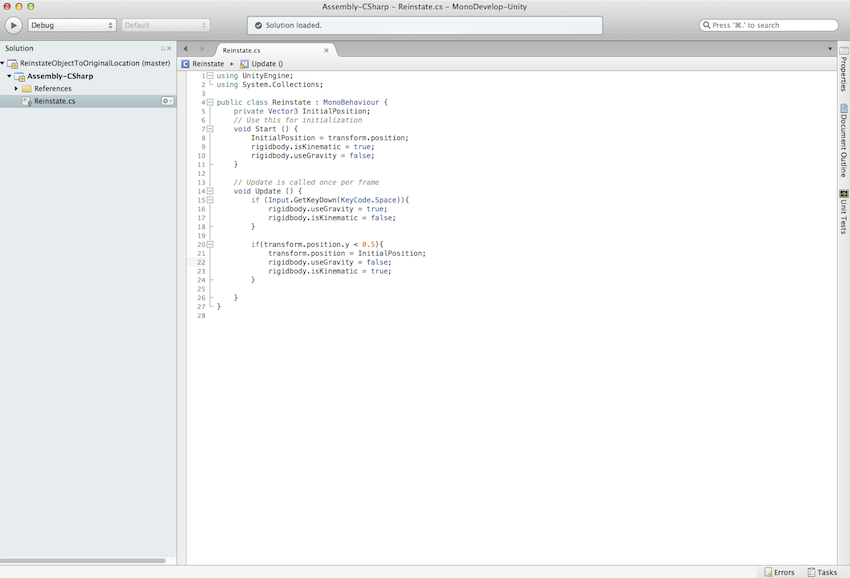 Assembly-CSharp – Reinstate.cs – MonoDevelop-Unity
Debug
Default
Solution loaded.
Press '⌘.' to search
Solution
Reinstate.cs
ReinstateObjectToOriginalLocation (master)
Assembly-CSharp
References
Reinstate.cs
Reinstate
Update ()
1 using UnityEngine;
2 using System.Collections;
3
4 public class Reinstate : MonoBehaviour {
5     private Vector3 InitialPosition;
6     // Use this for initialization
7     void Start () {
8         InitialPosition = transform.position;
9         rigidbody.isKinematic = true;
10         rigidbody.useGravity = false;
11     }
12
13     // Update is called once per frame
14     void Update () {
15         if (Input.GetKeyDown(KeyCode.Space)){
16             rigidbody.useGravity = true;
17             rigidbody.isKinematic = false;
18         }
19
20         if(transform.position.y < 0.5){
21             transform.position = InitialPosition;
22             rigidbody.useGravity = false;
23             rigidbody.isKinematic = true;
24         }
25
26     }
27 }
28
Properties
Document Outline
Unit Tests
Errors
Tasks